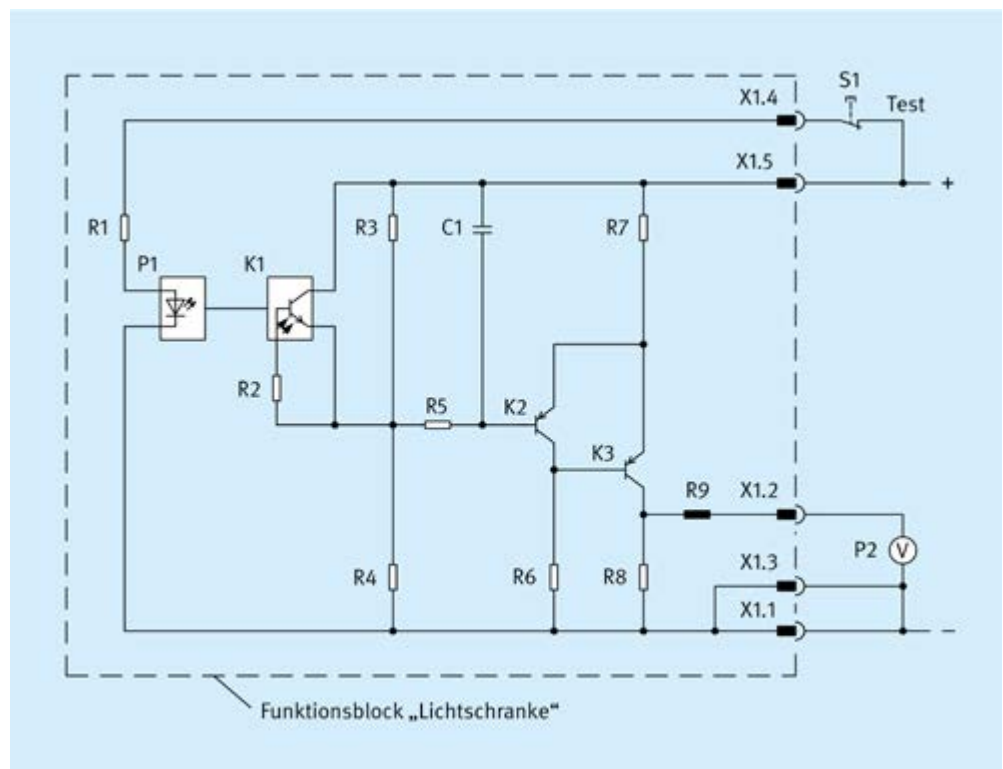 S1
X1.4
Test
X1.5
+
R1
R3
C1
R7
P1
K1
R2
R5
K2
K3
R9
X1.2
P2
V
R4
R6
R8
X1.3
X1.1
–
Funktionsblock „Lichtschranke“